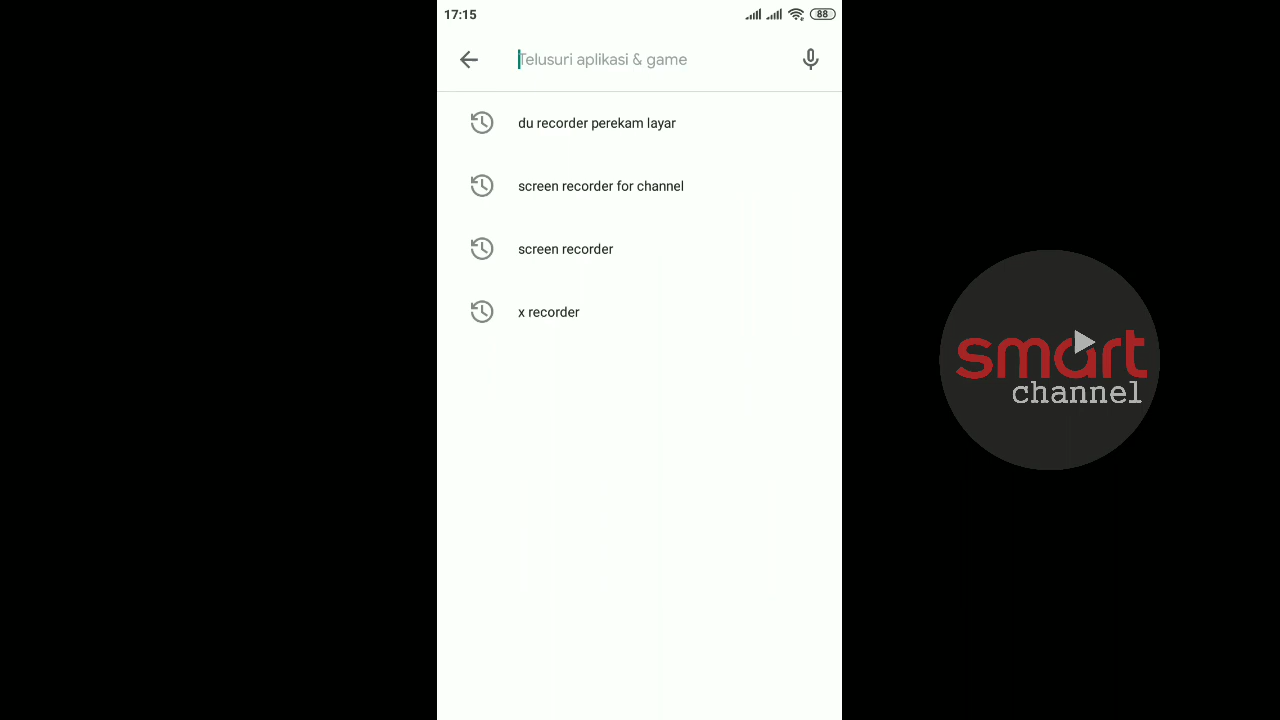 17:15
88
Telusuri aplikasi & game
du recorder perekam layar
screen recorder for channel
screen recorder
x recorder
smart
channel